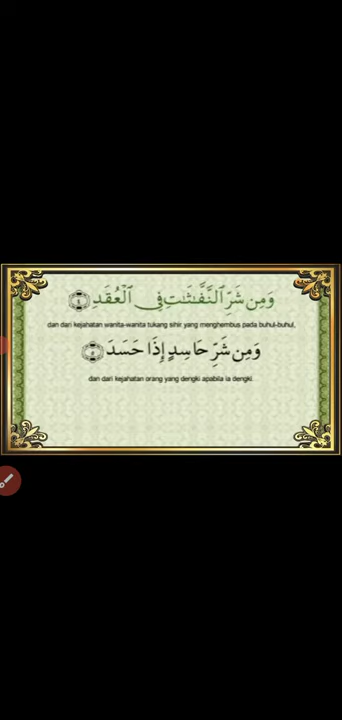 وَمِن شَرِّ ٱلنَّفَّـٰثَـٰتِ فِى ٱلْعُقَدِ ٤
dan dari kejahatan wanita-wanita tukang sihir yang menghembus pada buhul-buhul,
وَمِن شَرِّ حَاسِدٍ إِذَا حَسَدَ ٥
dan dari kejahatan orang yang dengki apabila ia dengki.